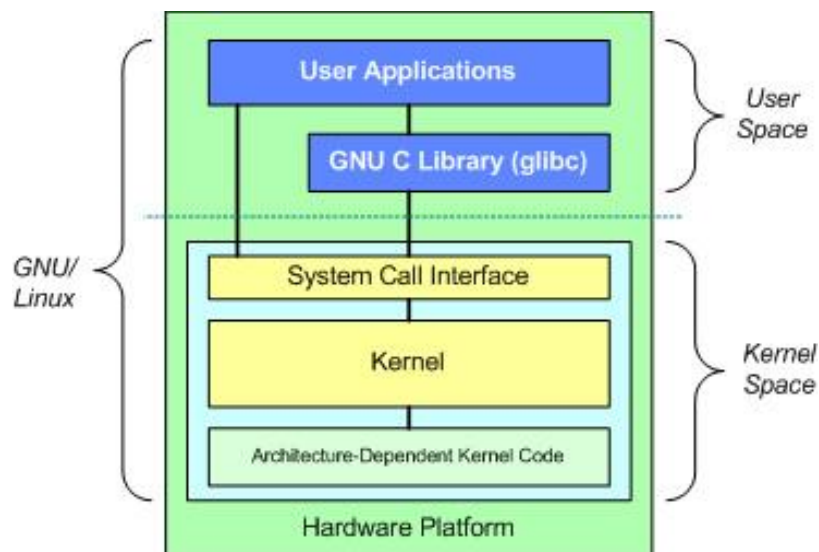 User Applications
GNU C Library (glibc)
User
Space
GNU/
Linux
System Call Interface
Kernel
Kernel
Space
Architecture-Dependent Kernel Code
Hardware Platform